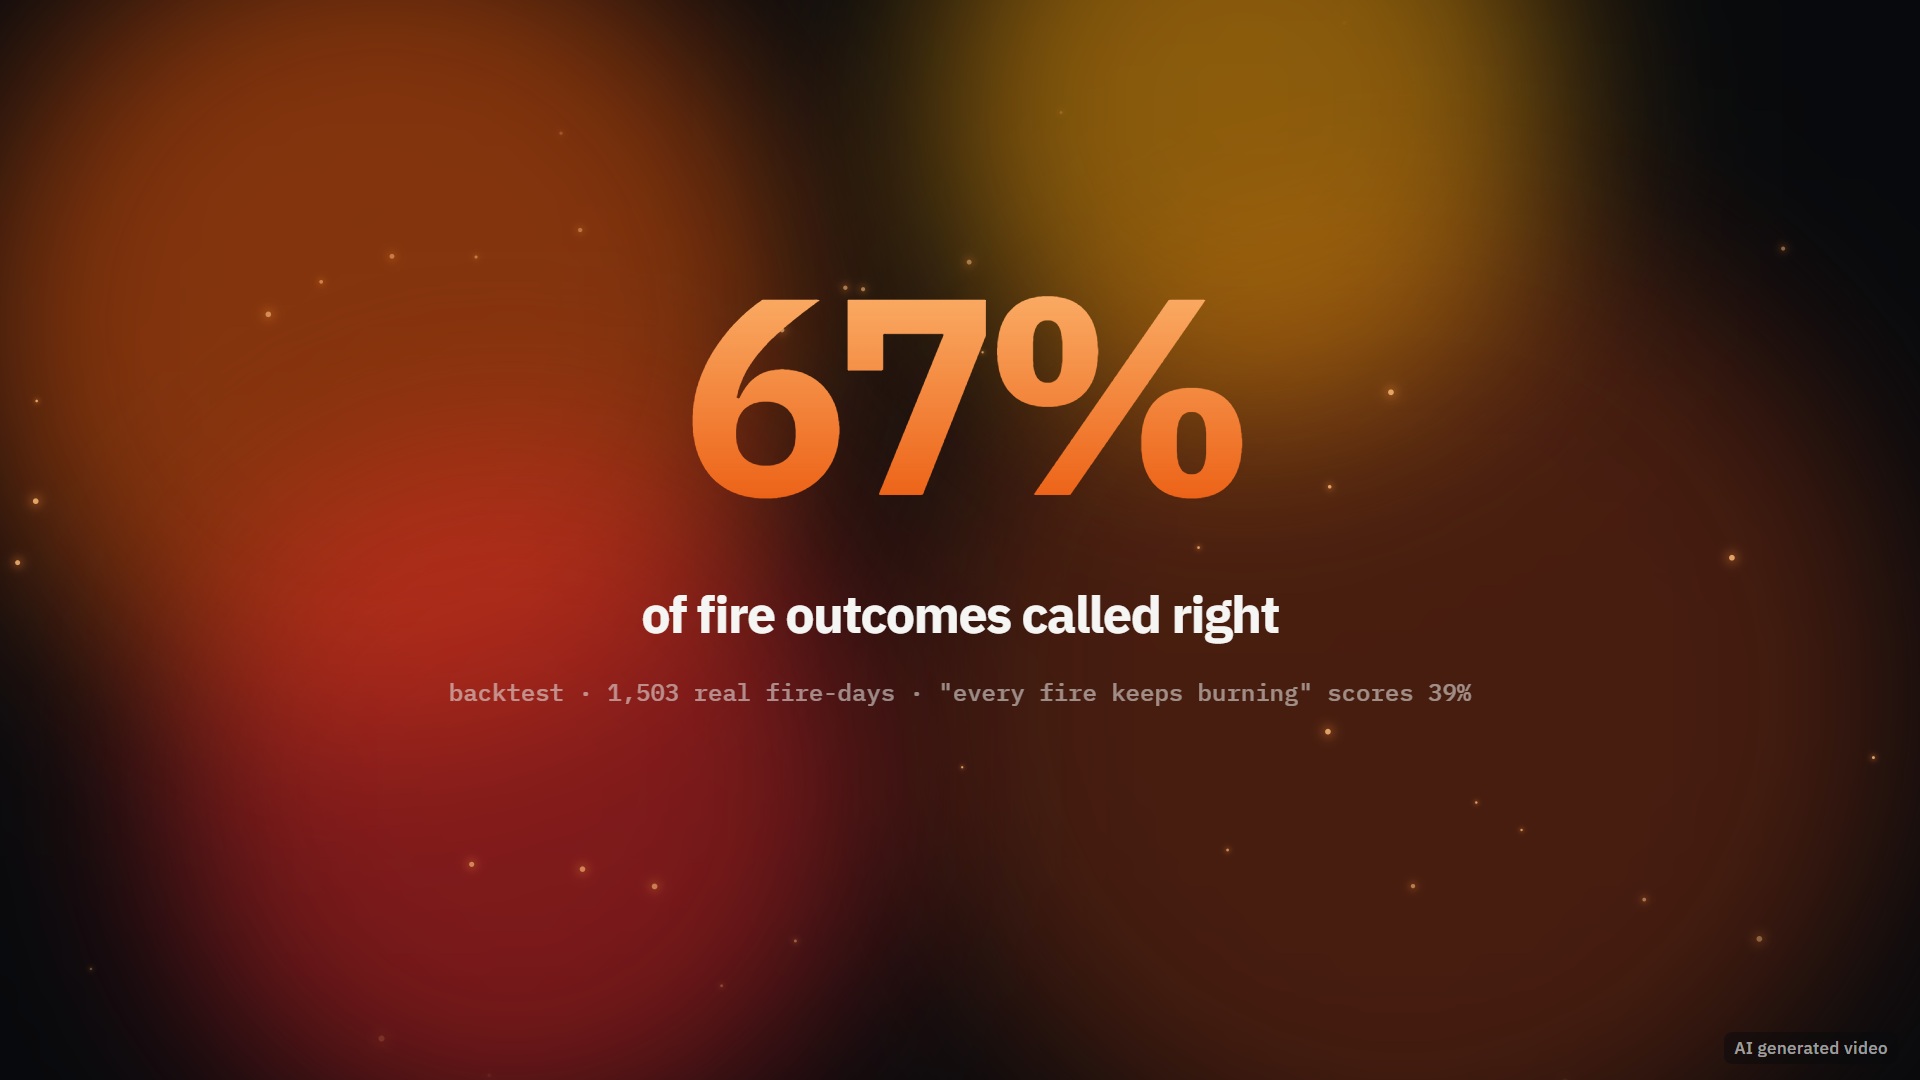 67%
of fire outcomes called right
backtest · 1,503 real fire-days · "every fire keeps burning" scores 39%
AI generated video